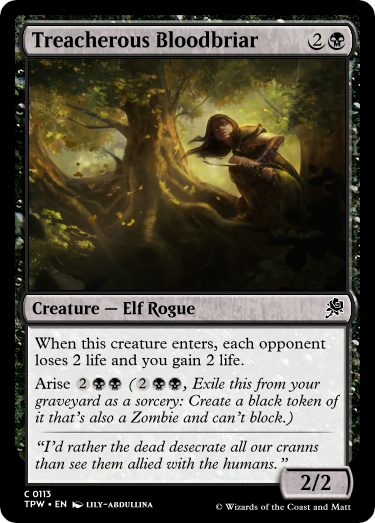 Treacherous Bloodbriar 2
Creature — Elf Rogue
When this creature enters, each opponent
loses 2 life and you gain 2 life.
Arise 2 (2, Exile this from your
graveyard as a sorcery: Create a black token of
it that's also a Zombie and can't block.)
“I'd rather the dead desecrate all our cranns
than see them allied with the humans.”
2/2
C 0113
TPW • EN LILY-ABDULLINA
© Wizards of the Coast and Matt